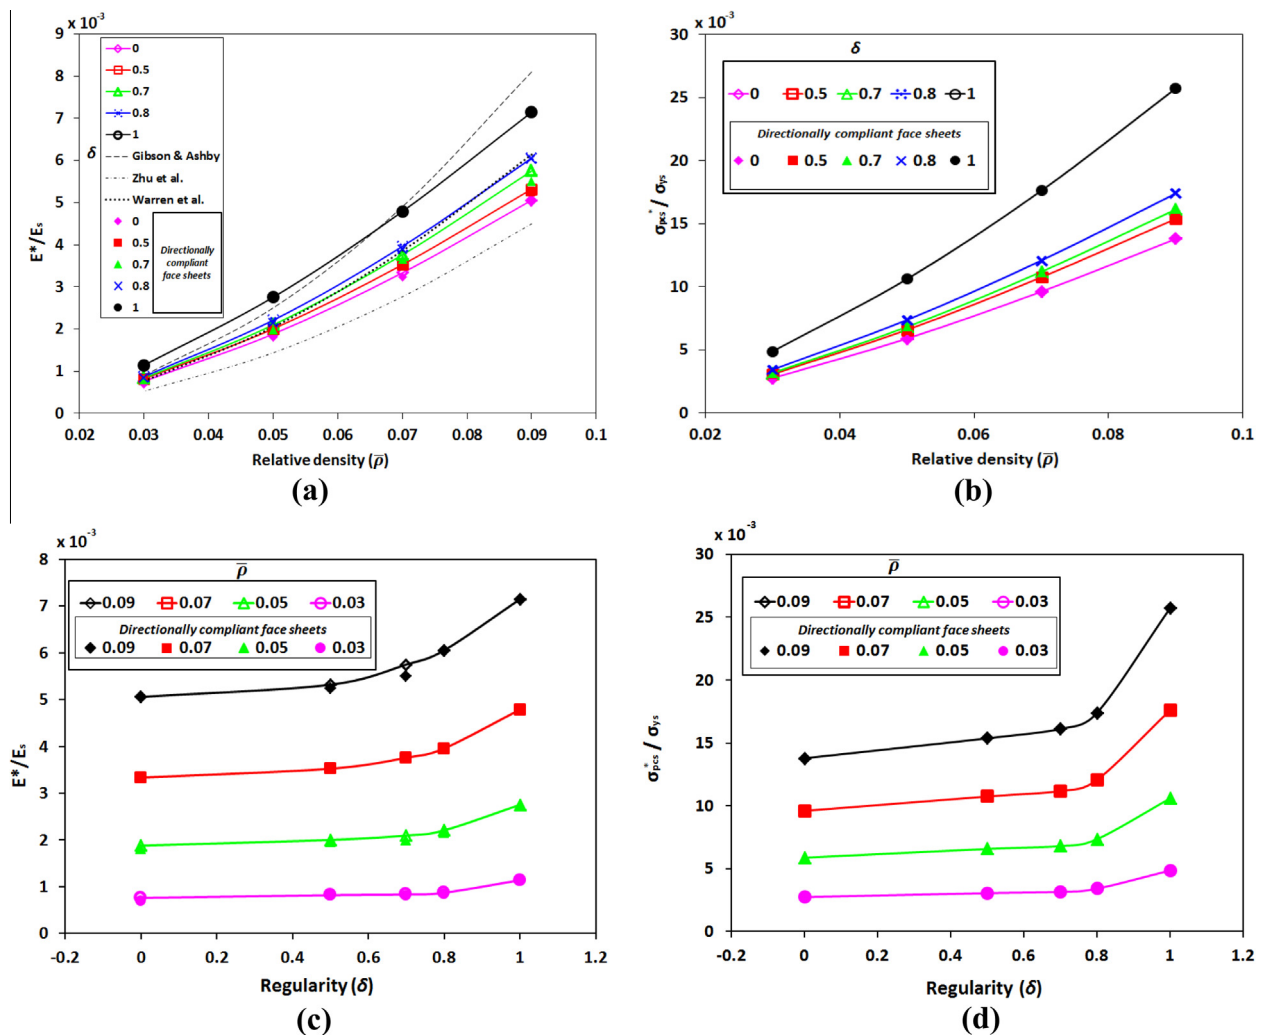 x 10⁻³
9
8
7
6
5
4
3
2
1
0
E*/Eₛ
δ
0
0.5
0.7
0.8
1
Gibson & Ashby
Zhu et al.
Warren et al.
0
0.5
0.7
0.8
1
Directionally
compliant
face sheets
0.02 0.03 0.04 0.05 0.06 0.07 0.08 0.09 0.1
Relative density (ρ̅)
(a)
x 10⁻³
30
25
20
15
10
5
0
σpcs* / σys
δ
0 0.5 0.7 0.8 1
Directionally compliant face sheets
0 0.5 0.7 0.8 1
0.02 0.04 0.06 0.08 0.1
Relative density (ρ̅)
(b)
x 10⁻³
8
7
6
5
4
3
2
1
0
E*/Eₛ
ρ̅
0.09 0.07 0.05 0.03
Directionally compliant face sheets
0.09 0.07 0.05 0.03
-0.2 0 0.2 0.4 0.6 0.8 1 1.2
Regularity (δ)
(c)
x 10⁻³
30
25
20
15
10
5
0
σpcs* / σys
ρ̅
0.09 0.07 0.05 0.03
Directionally compliant face sheets
0.09 0.07 0.05 0.03
-0.2 0 0.2 0.4 0.6 0.8 1 1.2
Regularity (δ)
(d)